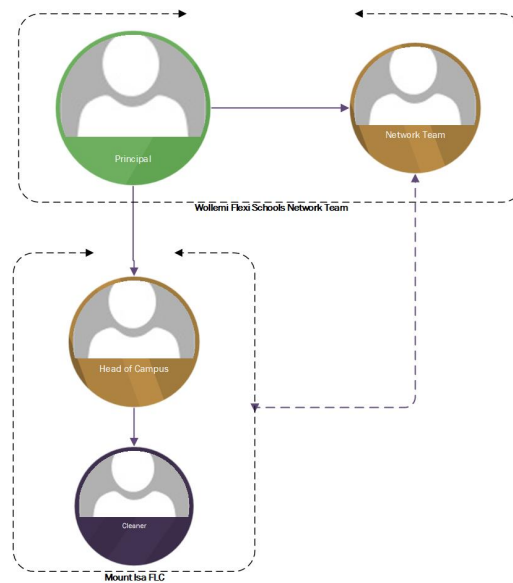 Principal
Network Team
Wollemi Flexi Schools Network Team
Head of Campus
Cleaner
Mount Isa FLC